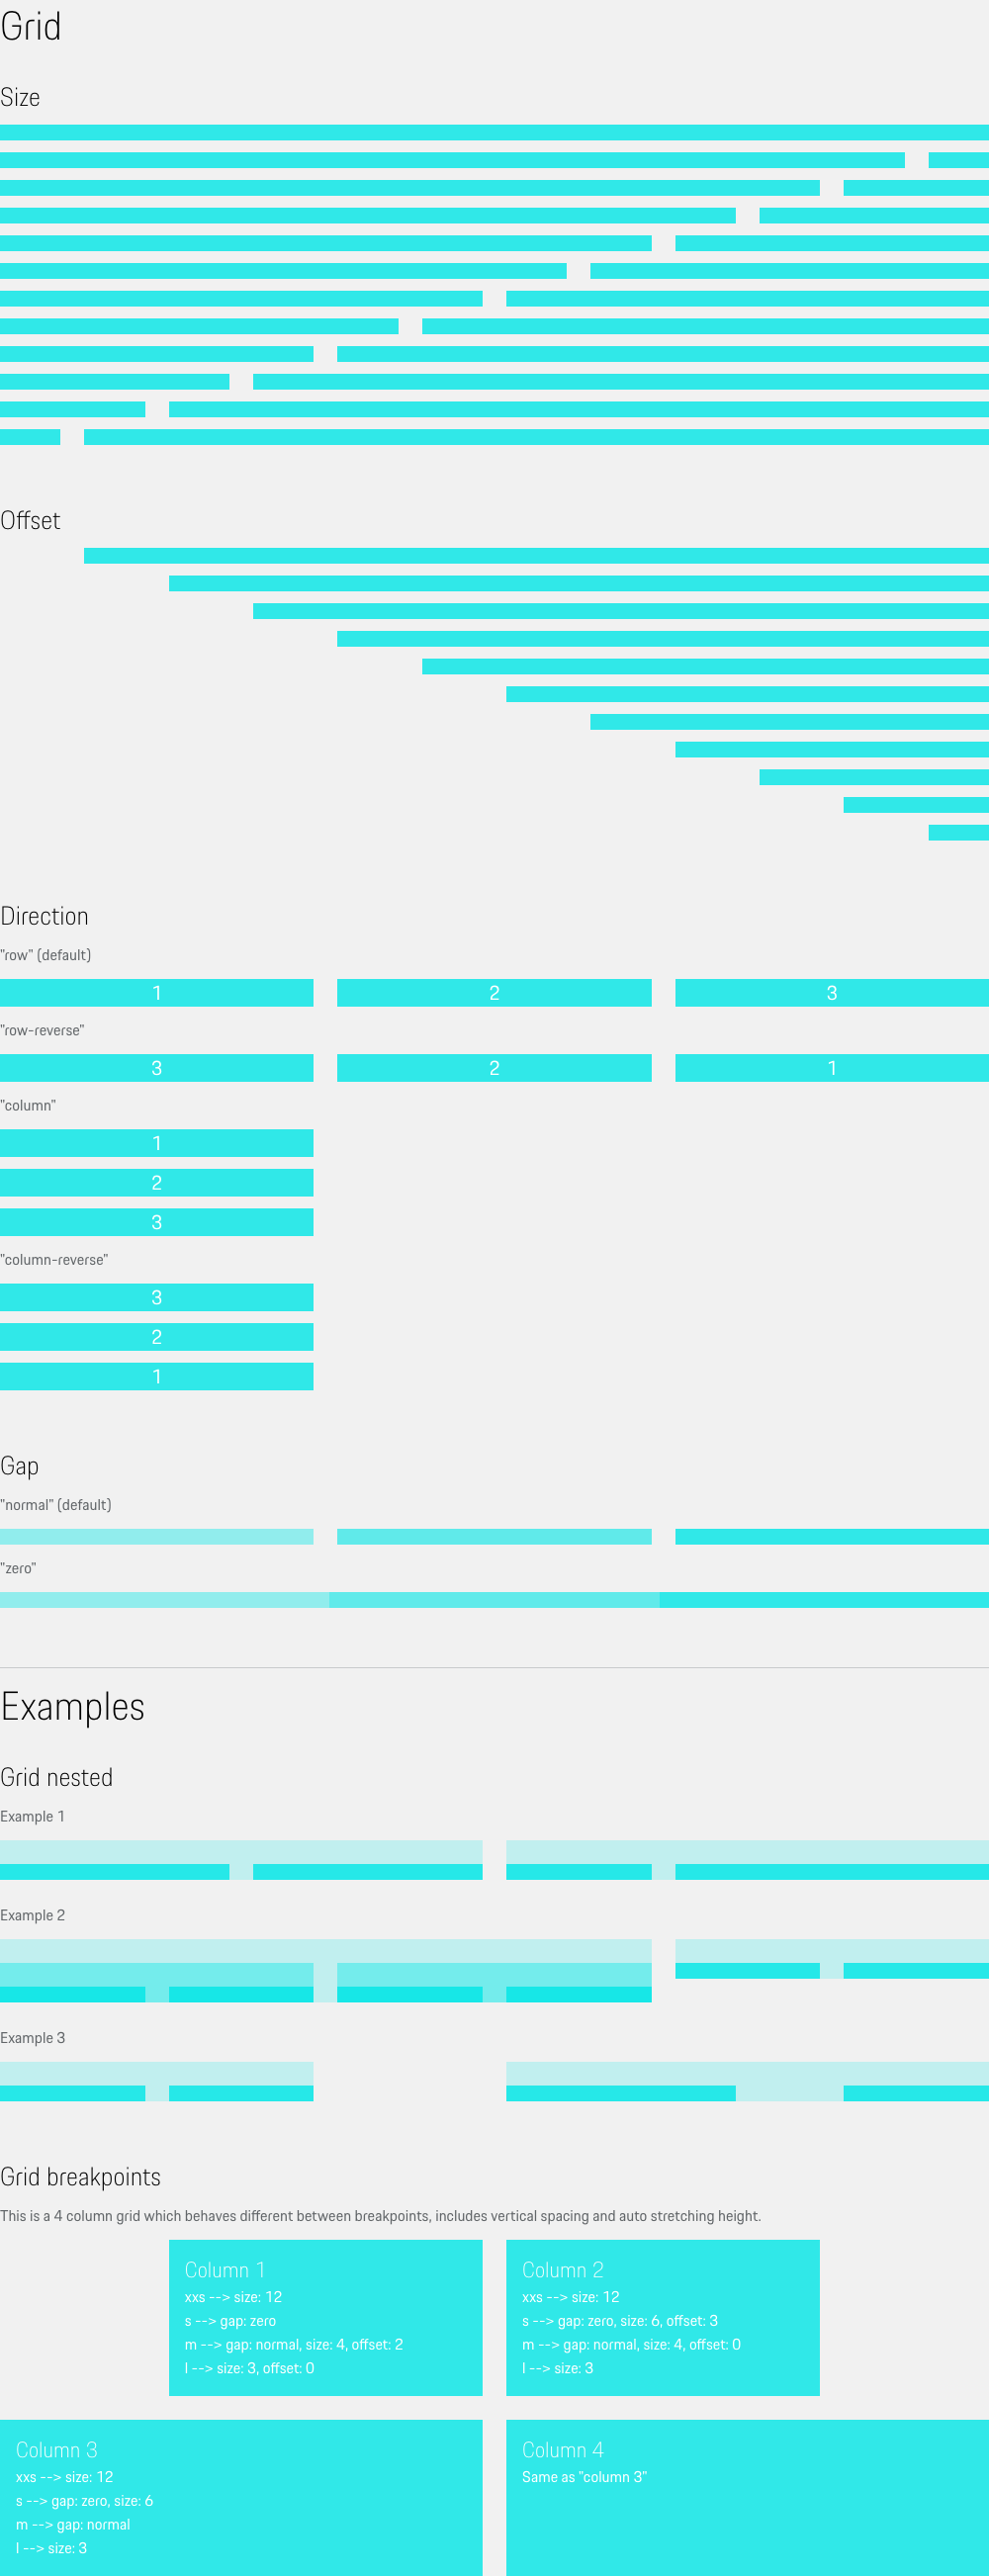 Grid
Size
Offset
Direction
"row" (default)
1 2 3
"row-reverse"
3 2 1
"column"
1
2
3
"column-reverse"
3
2
1
Gap
"normal" (default)
"zero"
Examples
Grid nested
Example 1
Example 2
Example 3
Grid breakpoints
This is a 4 column grid which behaves different between breakpoints, includes vertical spacing and auto stretching height.
Column 1
xxs --> size: 12
s --> gap: zero
m --> gap: normal, size: 4, offset: 2
l --> size: 3, offset: 0
Column 2
xxs --> size: 12
s --> gap: zero, size: 6, offset: 3
m --> gap: normal, size: 4, offset: 0
l --> size: 3
Column 3
xxs --> size: 12
s --> gap: zero, size: 6
m --> gap: normal
l --> size: 3
Column 4
Same as "column 3"